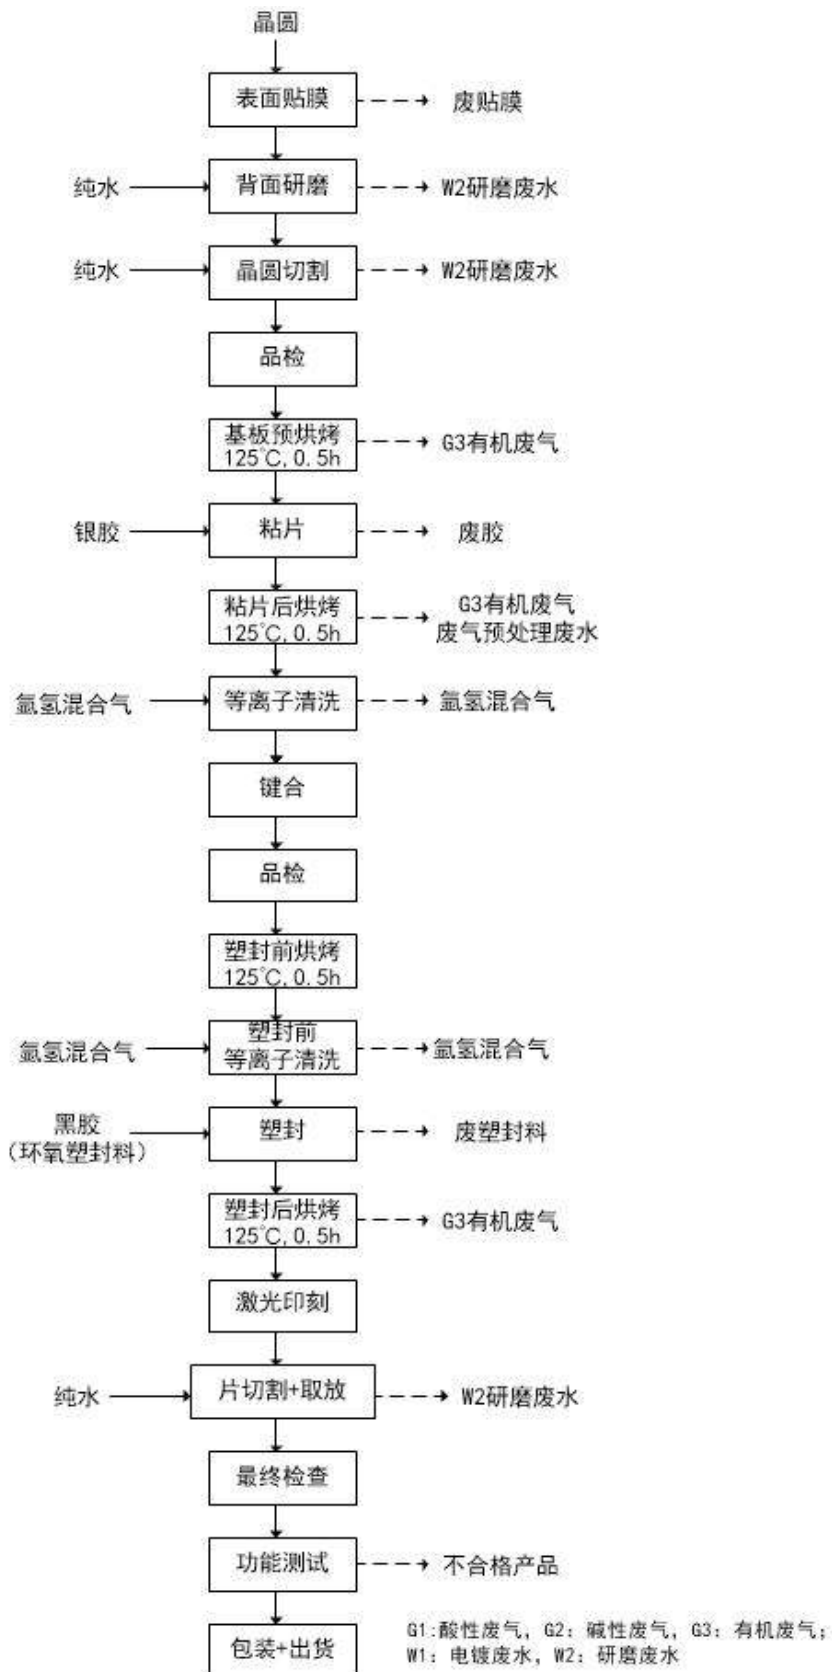 晶圆
表面贴膜
废贴膜
纯水
背面研磨
W2研磨废水
纯水
晶圆切割
W2研磨废水
品检
基板预烘烤
125℃,0.5h
G3有机废气
银胶
粘片
废胶
粘片后烘烤
125℃,0.5h
G3有机废气
废气预处理废水
氩氢混合气
等离子清洗
氩氢混合气
键合
品检
塑封前烘烤
125℃,0.5h
氩氢混合气
塑封前
等离子清洗
氩氢混合气
黑胶
（环氧塑封料）
塑封
废塑封料
塑封后烘烤
125℃,0.5h
G3有机废气
激光印刻
纯水
片切割+取放
W2研磨废水
最终检查
功能测试
不合格产品
包装+出货
G1:酸性废气，G2：碱性废气，G3：有机废气；
W1：电镀废水，W2：研磨废水